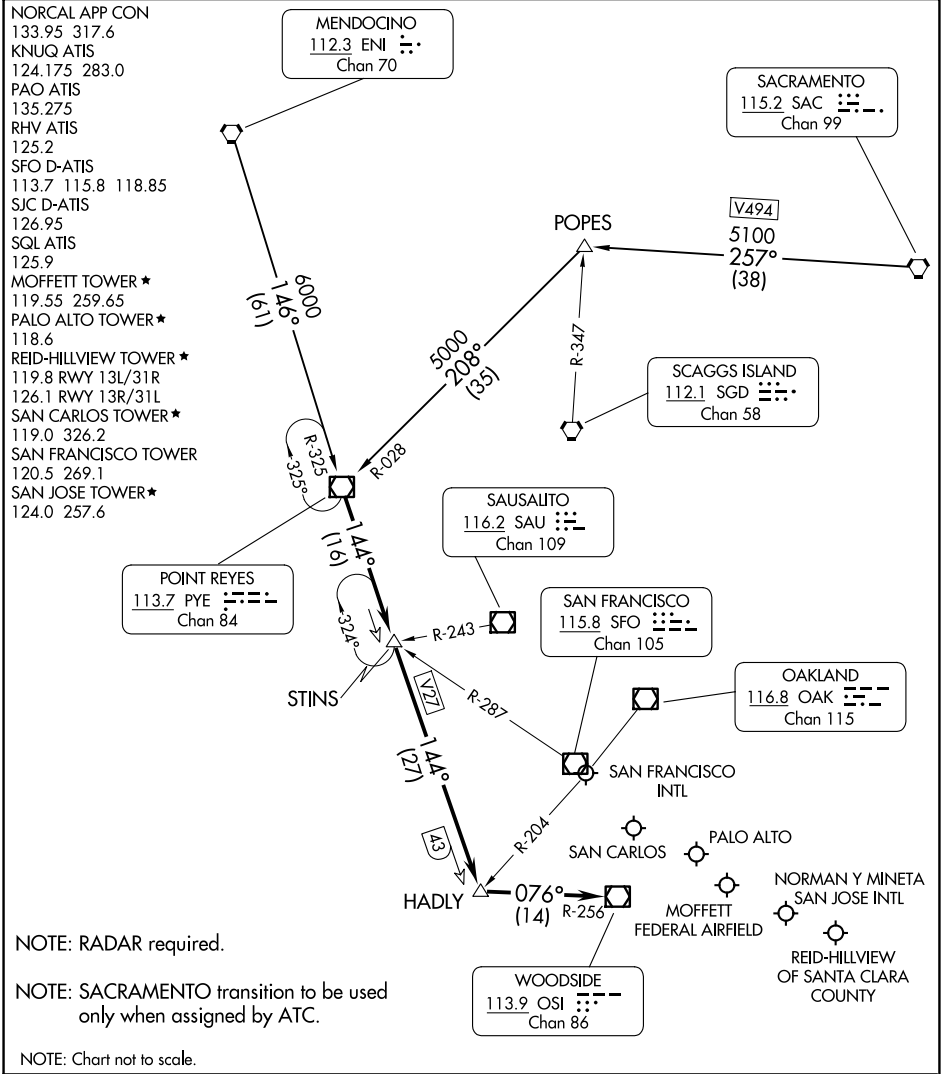 NORCAL APP CON
133.95 317.6
KNUQ ATIS
124.175 283.0
PAO ATIS
135.275
RHV ATIS
125.2
SFO D-ATIS
113.7 115.8 118.85
SJC D-ATIS
126.95
SQL ATIS
125.9
MOFFETT TOWER★
119.55 259.65
PALO ALTO TOWER★
118.6
REID-HILLVIEW TOWER★
119.8 RWY 13L/31R
126.1 RWY 13R/31L
SAN CARLOS TOWER★
119.0 326.2
SAN FRANCISCO TOWER
120.5 269.1
SAN JOSE TOWER★
124.0 257.6
MENDOCINO
112.3 ENI
Chan 70
SACRAMENTO
115.2 SAC
Chan 99
POPES
V494
5100
257°
(38)
6000
146°
(61)
5000
208°
(35)
R-347
SCAGGS ISLAND
112.1 SGD
Chan 58
R-325
325°
R-028
SAUSALITO
116.2 SAU
Chan 109
POINT REYES
113.7 PYE
Chan 84
144°
(16)
SAN FRANCISCO
115.8 SFO
Chan 105
R-243
324°
STINS
OAKLAND
116.8 OAK
Chan 115
V27
R-287
144°
(27)
SAN FRANCISCO
INTL
R-204
43
SAN CARLOS
PALO ALTO
HADLY
076°
(14)
R-256
MOFFETT
FEDERAL AIRFIELD
NORMAN Y MINETA
SAN JOSE INTL
REID-HILLVIEW
OF SANTA CLARA
COUNTY
WOODSIDE
113.9 OSI
Chan 86
NOTE: RADAR required.
NOTE: SACRAMENTO transition to be used
only when assigned by ATC.
NOTE: Chart not to scale.